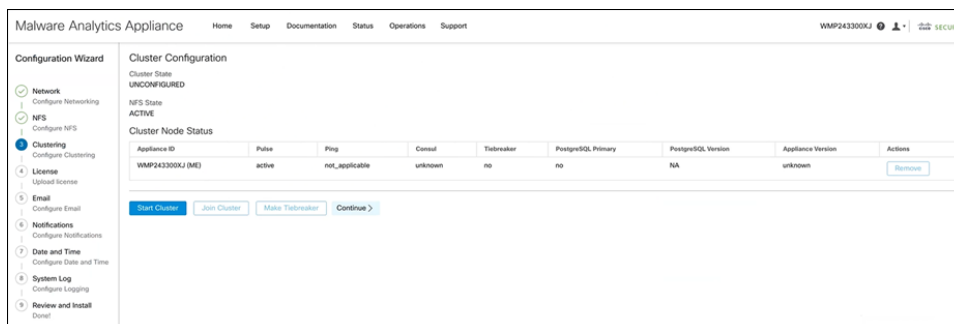 Malware Analytics Appliance
Home Setup Documentation Status Operations Support
WMP243300XJ
Configuration Wizard
Network
Configure Networking
NFS
Configure NFS
3 Clustering
Configure Clustering
4 License
Upload license
5 Email
Configure Email
6 Notifications
Configure Notifications
7 Date and Time
Configure Date and Time
8 System Log
Configure Logging
9 Review and Install
Done!
Cluster Configuration
Cluster State
UNCONFIGURED
NFS State
ACTIVE
Cluster Node Status
Appliance ID Pulse Ping Consul Tiebreaker PostgreSQL Primary PostgreSQL Version Appliance Version Actions
WMP243300XJ (ME) active not_applicable unknown no no NA unknown Remove
Start Cluster Join Cluster Make Tiebreaker Continue >